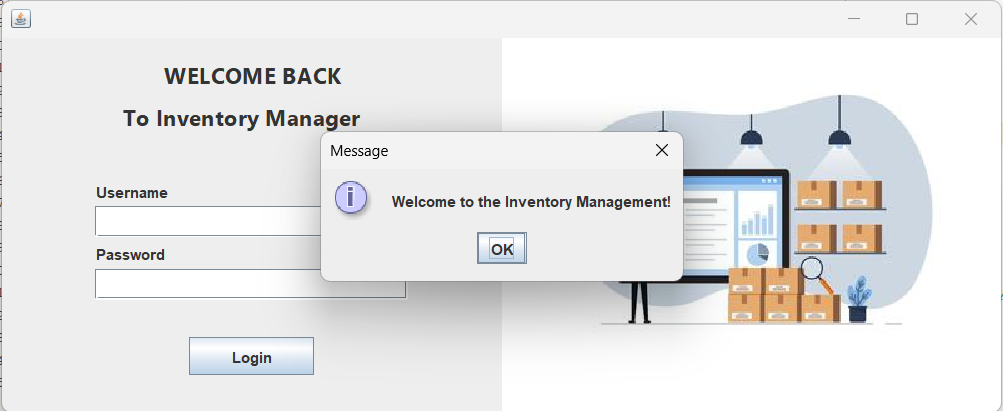 WELCOME BACK
To Inventory Manager
Message
Username
Welcome to the Inventory Management!
OK
Password
Login